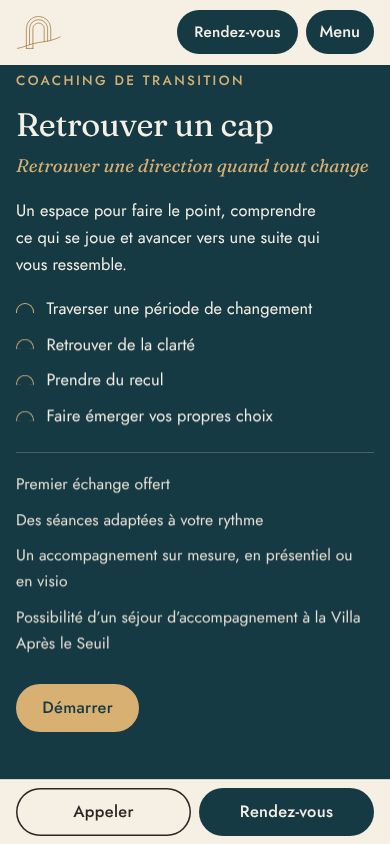 Rendez-vous
Menu
COACHING DE TRANSITION
Retrouver un cap
Retrouver une direction quand tout change
Un espace pour faire le point, comprendre
ce qui se joue et avancer vers une suite qui
vous ressemble.
Traverser une période de changement
Retrouver de la clarté
Prendre du recul
Faire émerger vos propres choix
Premier échange offert
Des séances adaptées à votre rythme
Un accompagnement sur mesure, en présentiel ou
en visio
Possibilité d’un séjour d’accompagnement à la Villa
Après le Seuil
Démarrer
Appeler
Rendez-vous